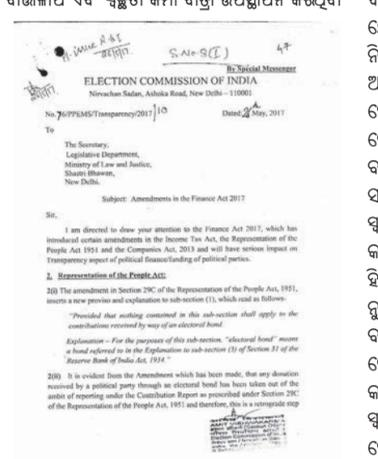 S.No-8(I)
47
By Special Messenger
ELECTION COMMISSION OF INDIA
Nirvachan Sadan, Ashoka Road, New Delhi – 110001
No.76/PPEMS/Transparency/2017
Dated: May, 2017
To
The Secretary,
Legislative Department,
Ministry of Law and Justice,
Shastri Bhawan,
New Delhi.
Subject: Amendments in the Finance Act 2017
Sir,
I am directed to draw your attention to the Finance Act 2017, which has
introduced certain amendments in the Income Tax Act, the Representation of the
People Act 1951 and the Companies Act, 2013 and will have serious impact on
Transparency aspect of political finance/funding of political parties.
2. Representation of the People Act:
2(i) The amendment in Section 29C of the Representation of the People Act, 1951,
inserts a new proviso and explanation to sub-section (1), which read as follows-
"Provided that nothing contained in this sub-section shall apply to the
contributions received by way of an electoral bond.
Explanation – For the purposes of this sub-section, "electoral bond" means
a bond referred to in the Explanation to sub-section (3) of Section 31 of the
Reserve Bank of India Act, 1934."
2(ii) It is evident from the Amendment which has been made, that any donation
received by a political party through an electoral bond has been taken out of the
ambit of reporting under the Contribution Report as prescribed under Section 29C
of the Representation of the People Act, 1951 and therefore, this is a retrograde step